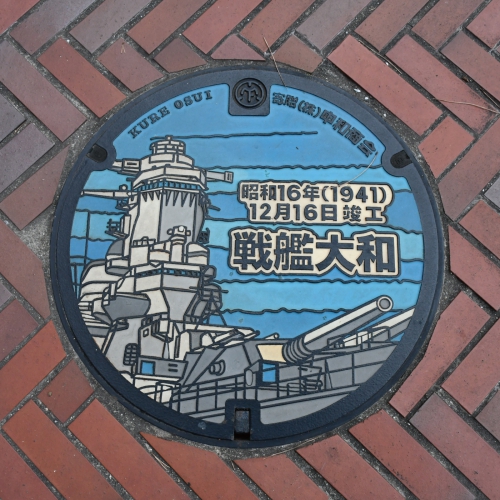 KURE OSUI
寄贈(株)昭和商会
昭和16年(1941)
12月16日 竣工
戦艦大和